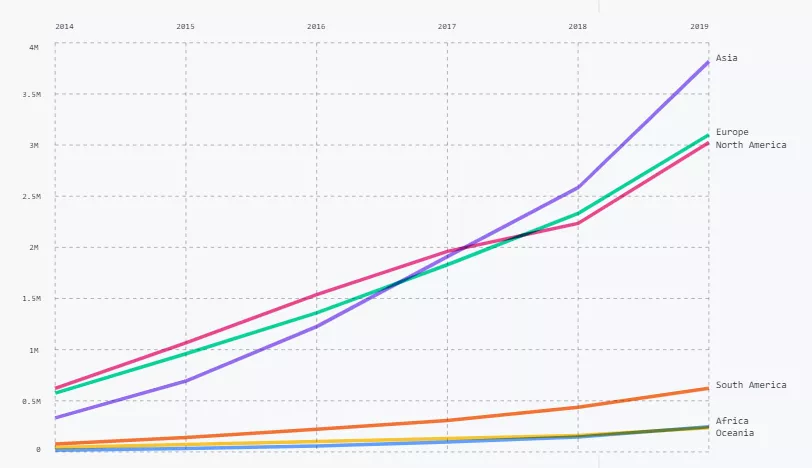 2014 2015 2016 2017 2018 2019
4M
Asia
3.5M
Europe
3M
North America
2.5M
2M
1.5M
1M
South America
0.5M
Africa
Oceania
0